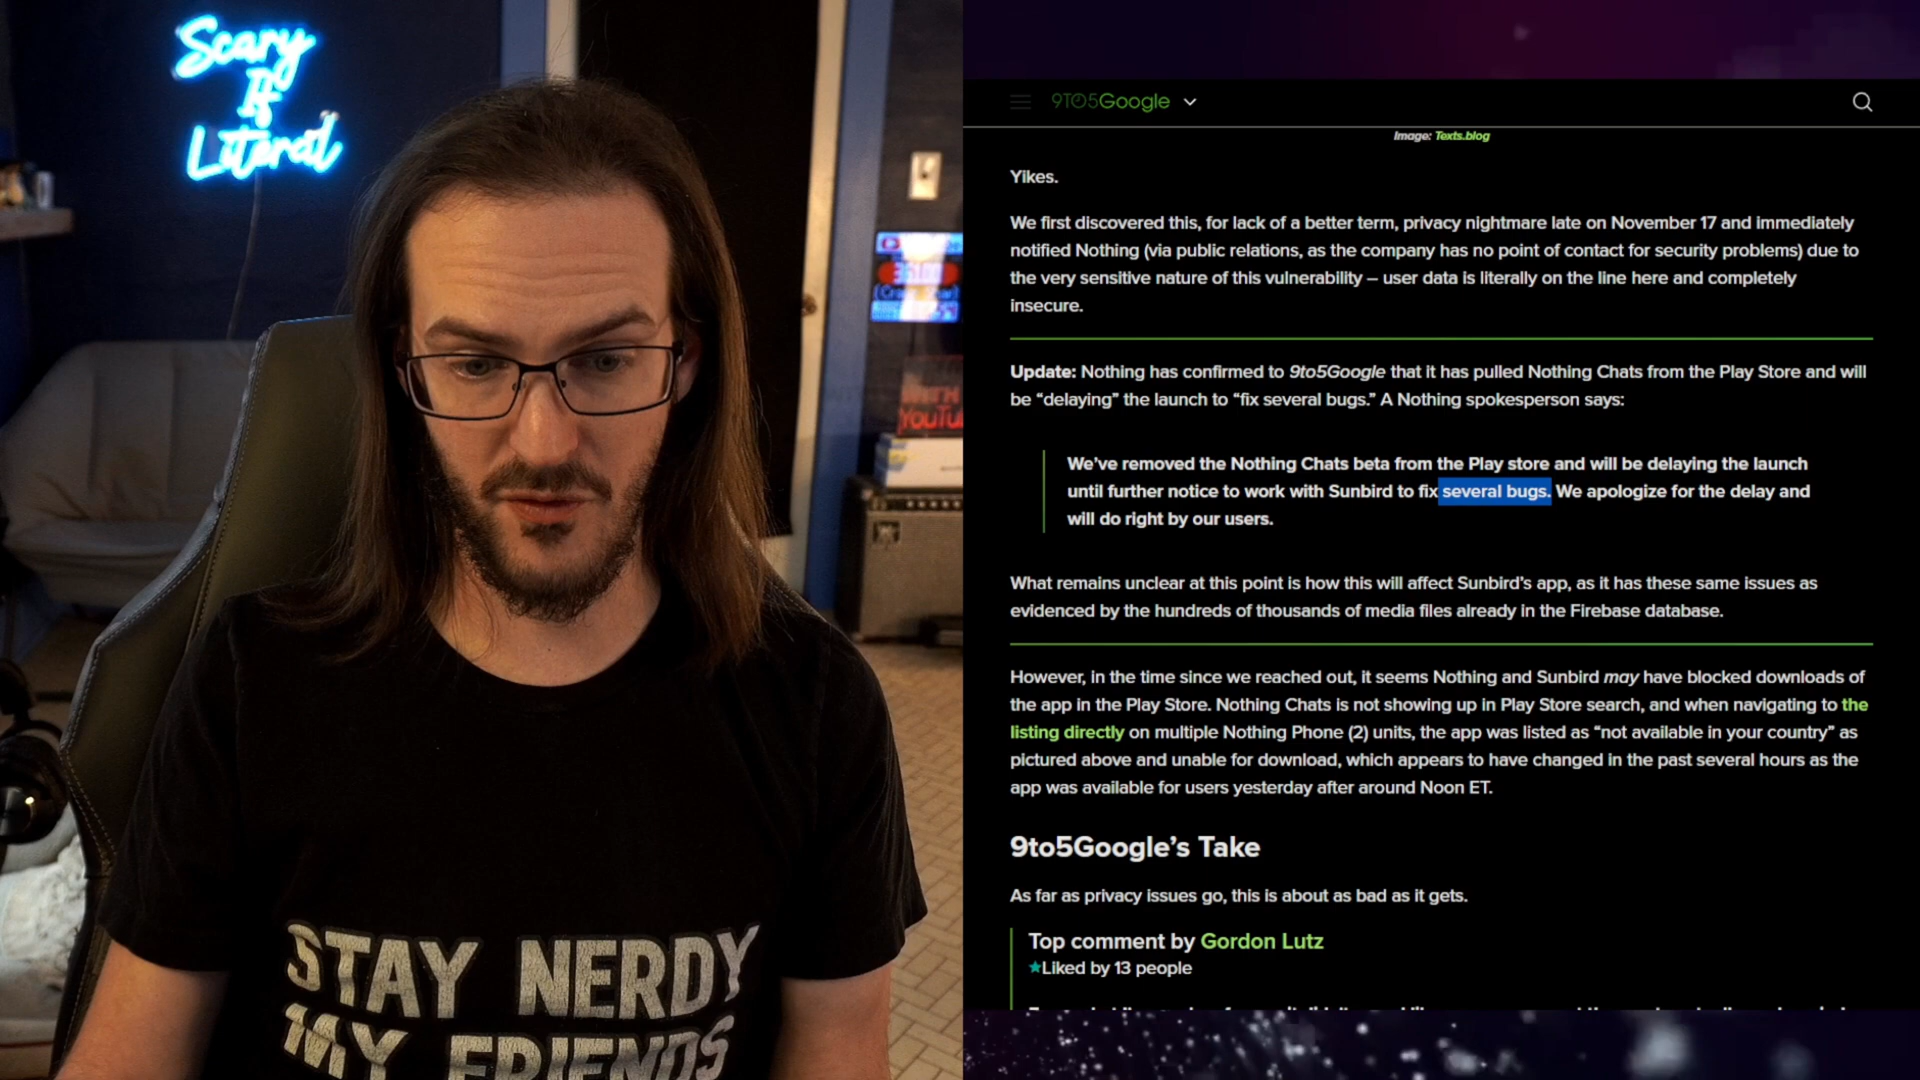 Scary
If
Literal
YouTu
STAY NERDY
MY FRIENDS
9TO5Google
Image: Texts.blog
Yikes.
We first discovered this, for lack of a better term, privacy nightmare late on November 17 and immediately
notified Nothing (via public relations, as the company has no point of contact for security problems) due to
the very sensitive nature of this vulnerability – user data is literally on the line here and completely
insecure.
Update: Nothing has confirmed to 9to5Google that it has pulled Nothing Chats from the Play Store and will
be “delaying” the launch to “fix several bugs.” A Nothing spokesperson says:
We’ve removed the Nothing Chats beta from the Play store and will be delaying the launch
until further notice to work with Sunbird to fix several bugs. We apologize for the delay and
will do right by our users.
What remains unclear at this point is how this will affect Sunbird’s app, as it has these same issues as
evidenced by the hundreds of thousands of media files already in the Firebase database.
However, in the time since we reached out, it seems Nothing and Sunbird may have blocked downloads of
the app in the Play Store. Nothing Chats is not showing up in Play Store search, and when navigating to the
listing directly on multiple Nothing Phone (2) units, the app was listed as “not available in your country” as
pictured above and unable for download, which appears to have changed in the past several hours as the
app was available for users yesterday after around Noon ET.
9to5Google’s Take
As far as privacy issues go, this is about as bad as it gets.
Top comment by Gordon Lutz
★Liked by 13 people